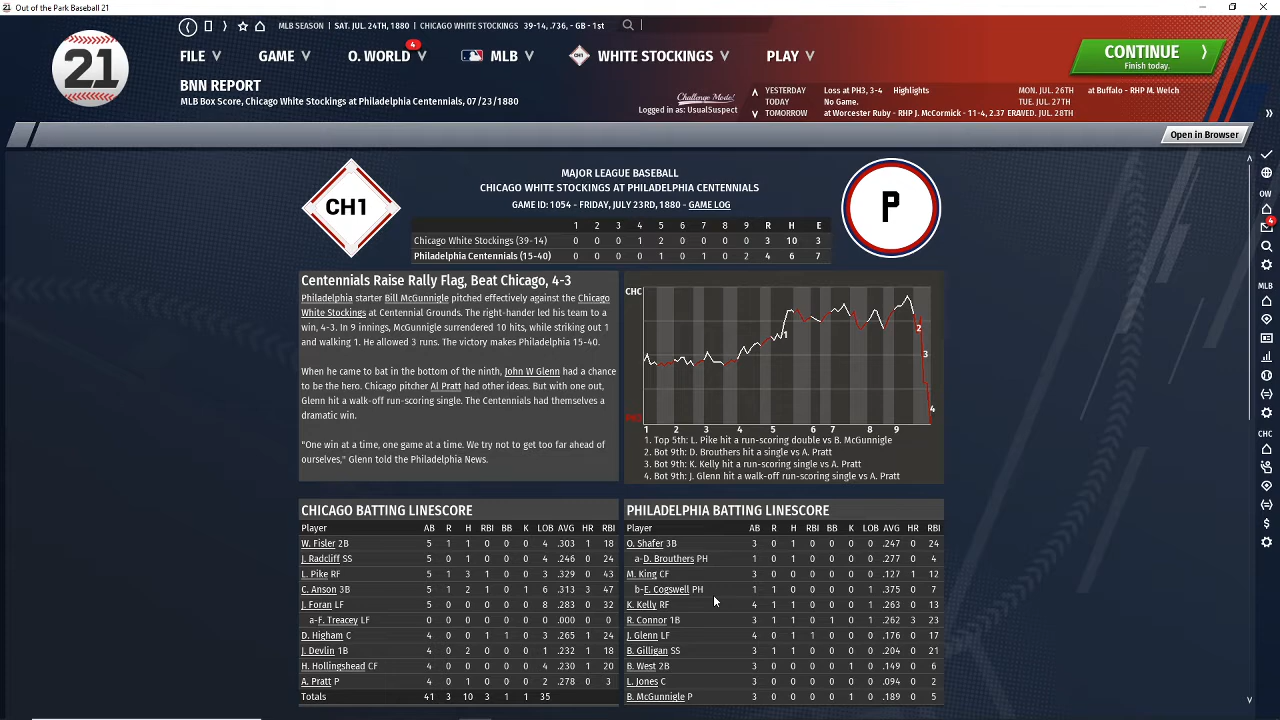 21 Out of the Park Baseball 21
21
MLB SEASON | SAT. JUL. 24TH, 1880 | CHICAGO WHITE STOCKINGS 39-14, .736, - GB - 1st
FILE GAME O. WORLD 4 MLB CH1 WHITE STOCKINGS PLAY
CONTINUE
Finish today.
BNN REPORT
MLB Box Score, Chicago White Stockings at Philadelphia Centennials, 07/23/1880
Challenge Mode!
Logged in as: UsualSuspect
YESTERDAY Loss at PH3, 3-4 Highlights MON. JUL. 26TH at Buffalo - RHP M. Welch
TODAY No Game. TUE. JUL. 27TH
TOMORROW at Worcester Ruby - RHP J. McCormick - 11-4, 2.37 ERA WED. JUL. 28TH
Open in Browser
CH1
P
MAJOR LEAGUE BASEBALL
CHICAGO WHITE STOCKINGS AT PHILADELPHIA CENTENNIALS
GAME ID: 1054 - FRIDAY, JULY 23RD, 1880 - GAME LOG
1 2 3 4 5 6 7 8 9 R H E
Chicago White Stockings (39-14) 0 0 0 1 2 0 0 0 0 3 10 3
Philadelphia Centennials (15-40) 0 0 0 0 1 0 1 0 2 4 6 7
Centennials Raise Rally Flag, Beat Chicago, 4-3
Philadelphia starter Bill McGunnigle pitched effectively against the Chicago
White Stockings at Centennial Grounds. The right-hander led his team to a
win, 4-3. In 9 innings, McGunnigle surrendered 10 hits, while striking out 1
and walking 1. He allowed 3 runs. The victory makes Philadelphia 15-40.
When he came to bat in the bottom of the ninth, John W Glenn had a chance
to be the hero. Chicago pitcher Al Pratt had other ideas. But with one out,
Glenn hit a walk-off run-scoring single. The Centennials had themselves a
dramatic win.
"One win at a time, one game at a time. We try not to get too far ahead of
ourselves," Glenn told the Philadelphia News.
CHC
1
2
3
4
PH3
1 2 3 4 5 6 7 8 9
1. Top 5th: L. Pike hit a run-scoring double vs B. McGunnigle
2. Bot 9th: D. Brouthers hit a single vs A. Pratt
3. Bot 9th: K. Kelly hit a run-scoring single vs A. Pratt
4. Bot 9th: J. Glenn hit a walk-off run-scoring single vs A. Pratt
CHICAGO BATTING LINESCORE
Player AB R H RBI BB K LOB AVG HR RBI
W. Fisler 2B 5 1 1 0 0 0 4 .303 1 18
J. Radcliff SS 5 0 1 0 0 0 4 .246 0 24
L. Pike RF 5 1 3 1 0 0 3 .329 0 43
C. Anson 3B 5 1 2 1 0 1 6 .313 3 47
J. Foran LF 5 0 0 0 0 0 8 .283 0 32
a-F. Treacey LF 0 0 0 0 0 0 0 .000 0 0
D. Higham C 4 0 0 1 1 0 3 .265 1 24
J. Devlin 1B 4 0 2 0 0 0 1 .232 1 18
H. Hollingshead CF 4 0 0 0 0 0 4 .230 1 20
A. Pratt P 4 0 1 0 0 0 2 .278 0 3
Totals 41 3 10 3 1 1 35
PHILADELPHIA BATTING LINESCORE
Player AB R H RBI BB K LOB AVG HR RBI
O. Shafer 3B 3 0 1 0 0 0 0 .247 0 24
a-D. Brouthers PH 1 0 1 0 0 0 0 .277 0 4
M. King CF 3 0 0 0 0 0 0 .127 1 12
b-E. Cogswell PH 1 1 0 0 0 0 1 .375 0 7
K. Kelly RF 4 1 1 0 0 0 1 .263 0 13
R. Connor 1B 3 1 1 0 1 0 1 .262 3 23
J. Glenn LF 4 0 1 1 0 0 0 .176 0 17
B. Gilligan SS 3 1 1 0 0 0 0 .204 0 21
B. West 2B 3 0 0 0 0 1 0 .149 0 6
L. Jones C 3 0 0 0 0 0 0 .094 0 2
B. McGunnigle P 3 0 0 0 0 1 0 .189 0 5
OW
4
MLB
CHC